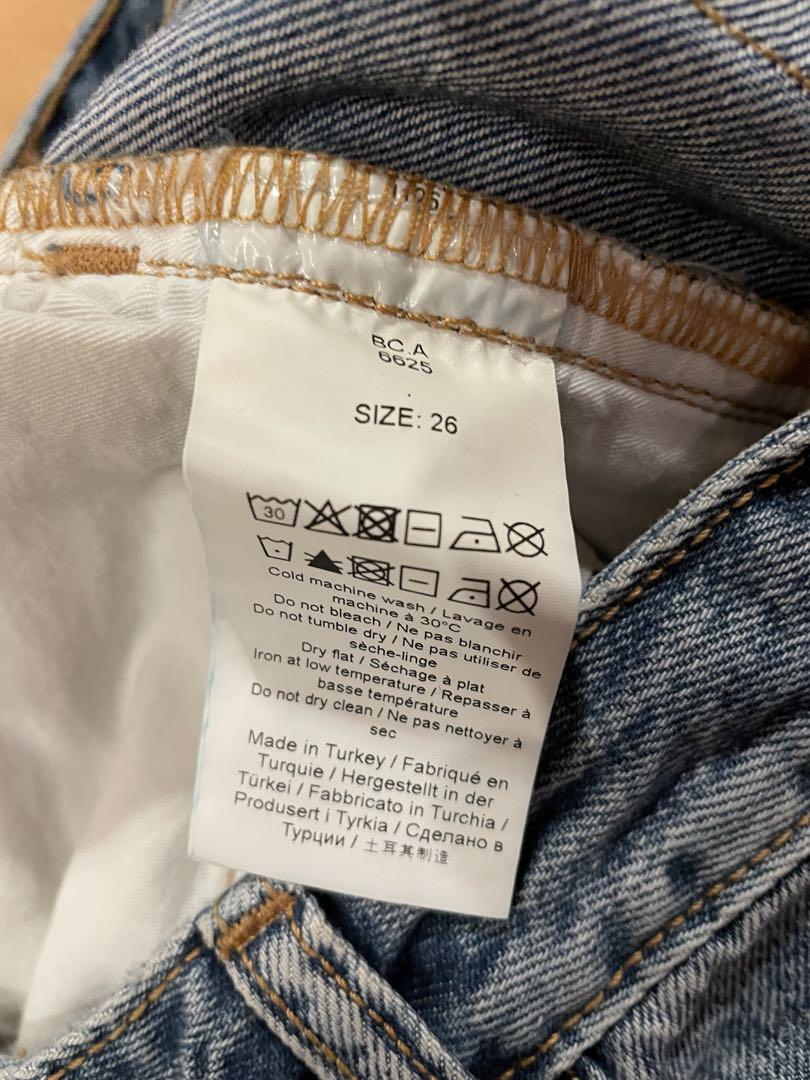 BC.A
6625
SIZE: 26
30
Cold machine wash / Lavage en
machine à 30°C
Do not bleach / Ne pas blanchir
Do not tumble dry / Ne pas utiliser de
sèche-linge
Dry flat / Séchage à plat
Iron at low temperature / Repasser à
basse température
Do not dry clean / Ne pas nettoyer à
sec
Made in Turkey / Fabriqué en
Turquie / Hergestellt in der
Türkei / Fabbricato in Turchia /
Produsert i Tyrkia / Сделано в
Турции / 土耳其制造